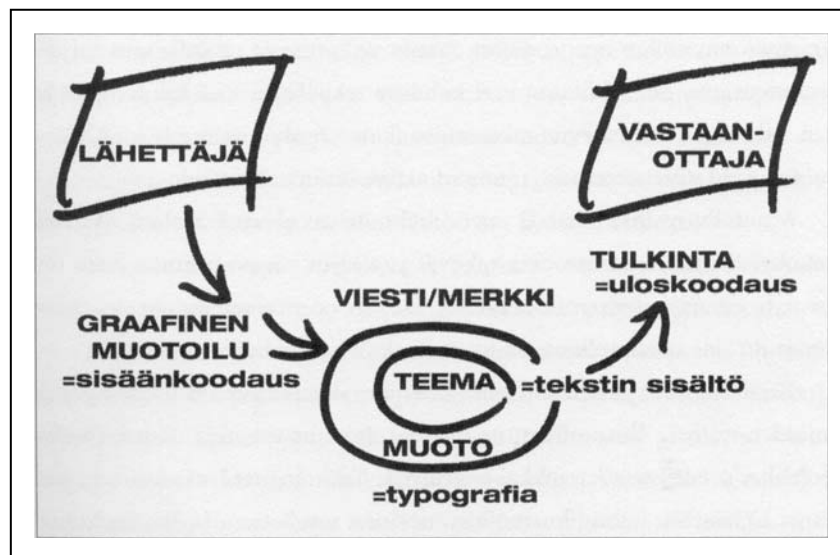 LÄHETTÄJÄ
VASTAAN-
OTTAJA
TULKINTA
=uloskoodaus
VIESTI/MERKKI
GRAAFINEN
MUOTOILU
=sisäänkoodaus
TEEMA
=tekstin sisältö
MUOTO
=typografia